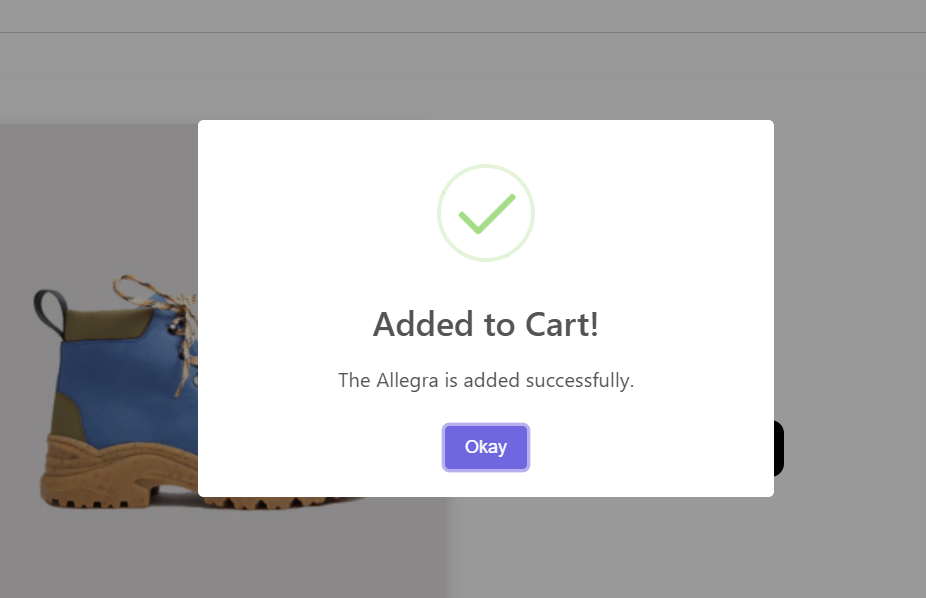 Added to Cart!
The Allegra is added successfully.
Okay